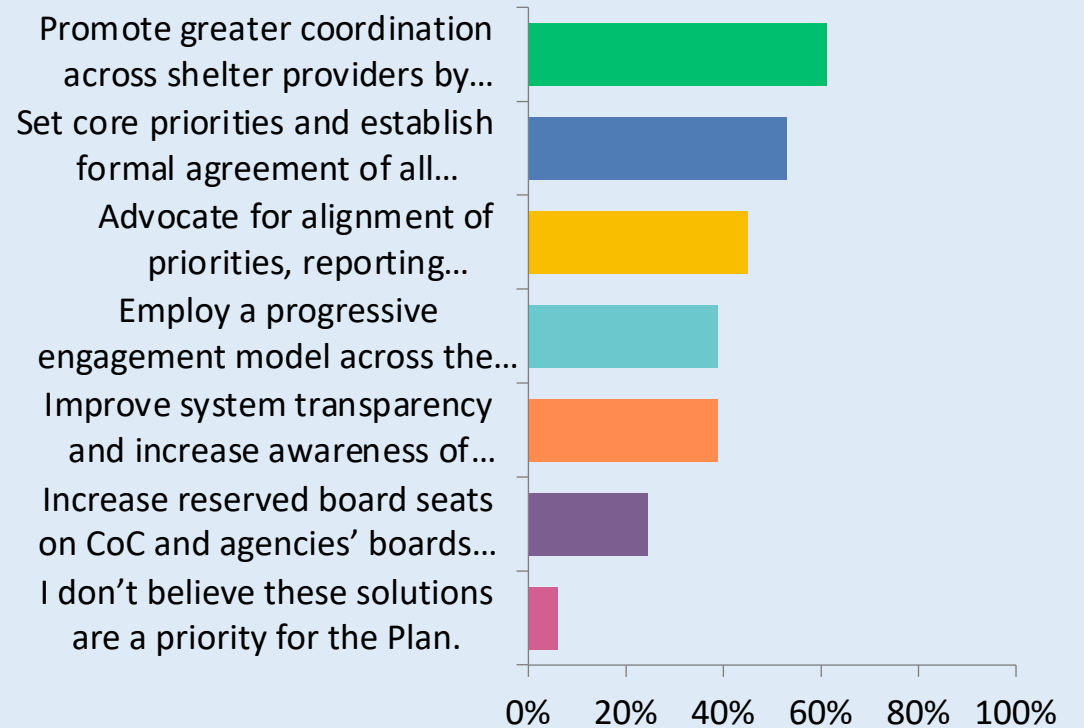 Promote greater coordination
across shelter providers by…
Set core priorities and establish
formal agreement of all…
Advocate for alignment of
priorities, reporting…
Employ a progressive
engagement model across the…
Improve system transparency
and increase awareness of…
Increase reserved board seats
on CoC and agencies’ boards…
I don’t believe these solutions
are a priority for the Plan.
0% 20% 40% 60% 80% 100%